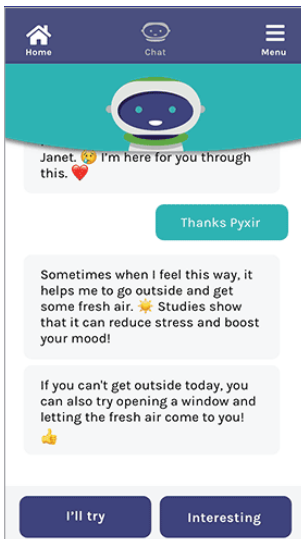 Home
Chat
Menu
Janet. 😢 I'm here for you through
this. ❤️
Thanks Pyxir
Sometimes when I feel this way, it
helps me to go outside and get
some fresh air. ☀️ Studies show
that it can reduce stress and boost
your mood!
If you can't get outside today, you
can also try opening a window and
letting the fresh air come to you!
👍
I'll try
Interesting